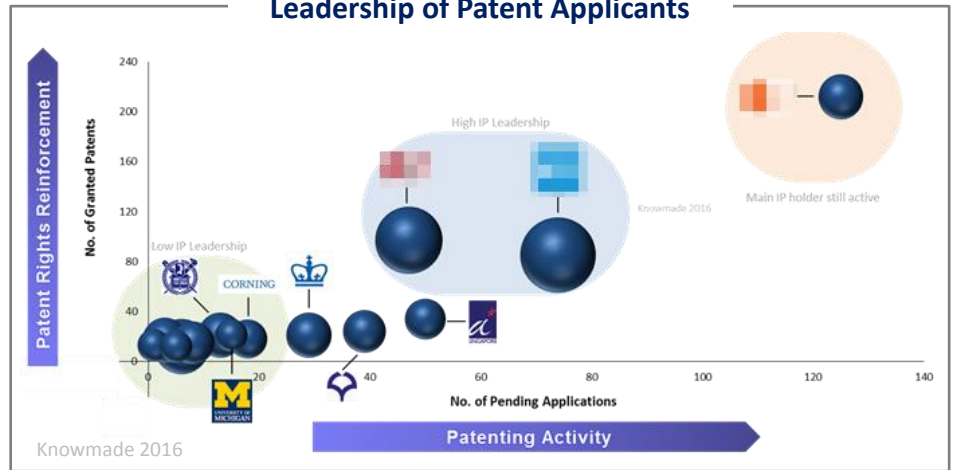 Leadership of Patent Applicants
Patent Rights Reinforcement
No. of Granted Patents
240
200
160
120
80
40
0
High IP Leadership
Knowmade 2016
Main IP holder still active
Low IP Leadership
CORNING
M
UNIVERSITY OF
MICHIGAN
a*
SINGAPORE
0
20
40
60
80
100
120
140
No. of Pending Applications
Patenting Activity
Knowmade 2016